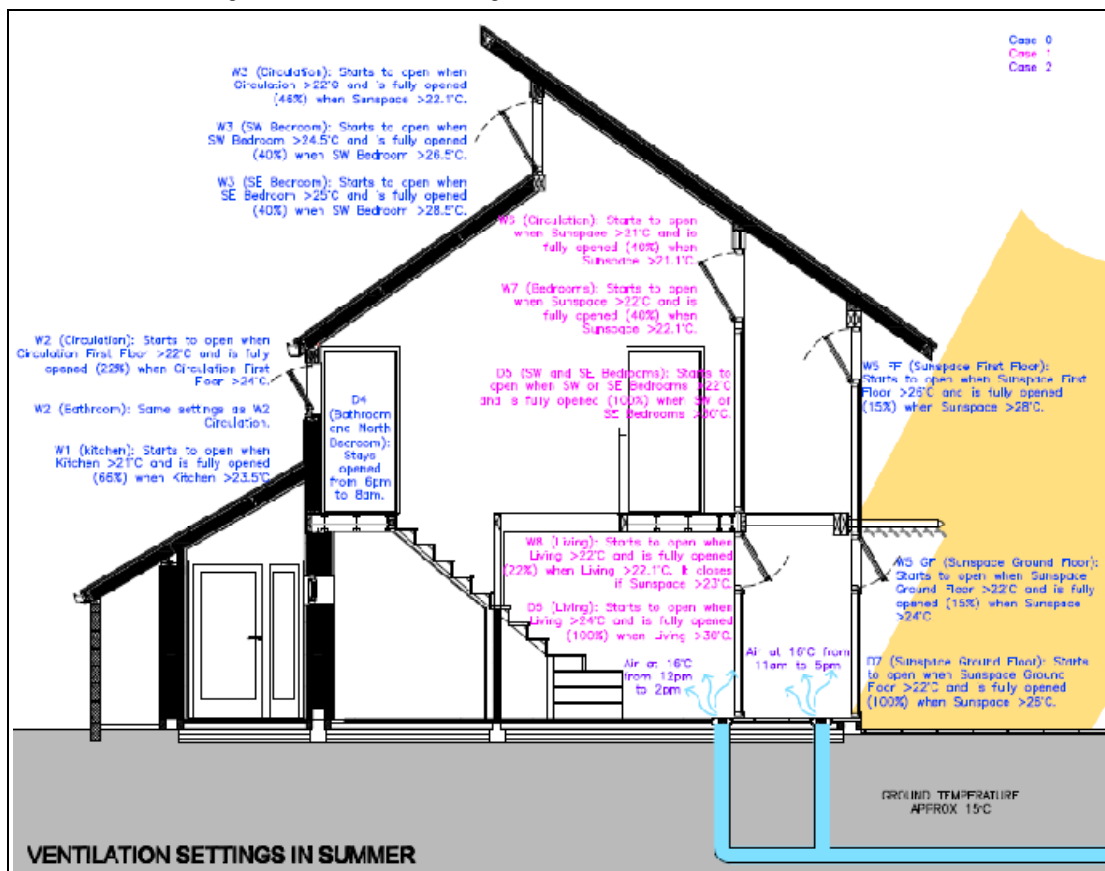 Case 0
Case 1
Case 2
W3 (Circulation): Starts to open when
Circulation >22°C and is fully opened
(46%) when Sunspace >22.1°C.
W3 (SW Bedroom): Starts to open when
SW Bedroom >24.5°C and is fully opened
(40%) when SW Bedroom >26.5°C.
W3 (SE Bedroom): Starts to open when
SE Bedroom >25°C and is fully opened
(40%) when SW Bedroom >28.5°C.
W6 (Circulation): Starts to open
when Sunspace >21°C and is
fully opened (40%) when
Sunspace >21.1°C.
W7 (Bedrooms): Starts to open
when Sunspace >22°C and is
fully opened (40%) when
Sunspace >22.1°C.
W2 (Circulation): Starts to open when
Circulation First Floor >22°C and is fully
opened (22%) when Circulation First
Floor >24°C.
W2 (Bathroom): Same settings as W2
Circulation.
W1 (kitchen): Starts to open when
Kitchen >21°C and is fully opened
(66%) when Kitchen >23.5°C
D4
(Bathroom
and North
Bedroom):
Stays
opened
from 6pm
to 8am.
D5 (SW and SE Bedrooms): Starts to
open when SW or SE Bedrooms >22°C
and is fully opened (100%) when SW or
SE Bedrooms >30°C.
W5 FF (Sunspace First Floor):
Starts to open when Sunspace First
Floor >26°C and is fully opened
(15%) when Sunspace >28°C.
W8 (Living): Starts to open when
Living >22°C and is fully opened
(22%) when Living >22.1°C. It closes
if Sunspace >23°C.
D6 (Living): Starts to open when
Living >24°C and is fully opened
(100%) when Living >30°C.
Air at 16°C
from 12pm
to 2pm
Air at 16°C from
11am to 5pm
W5 GF (Sunspace Ground Floor):
Starts to open when Sunspace
Ground Floor >22°C and is fully
opened (15%) when Sunspace
>24°C
D7 (Sunspace Ground Floor): Starts
to open when Sunspace Ground
Floor >22°C and is fully opened
(100%) when Sunspace >25°C.
GROUND TEMPERATURE
APPROX 15°C
VENTILATION SETTINGS IN SUMMER